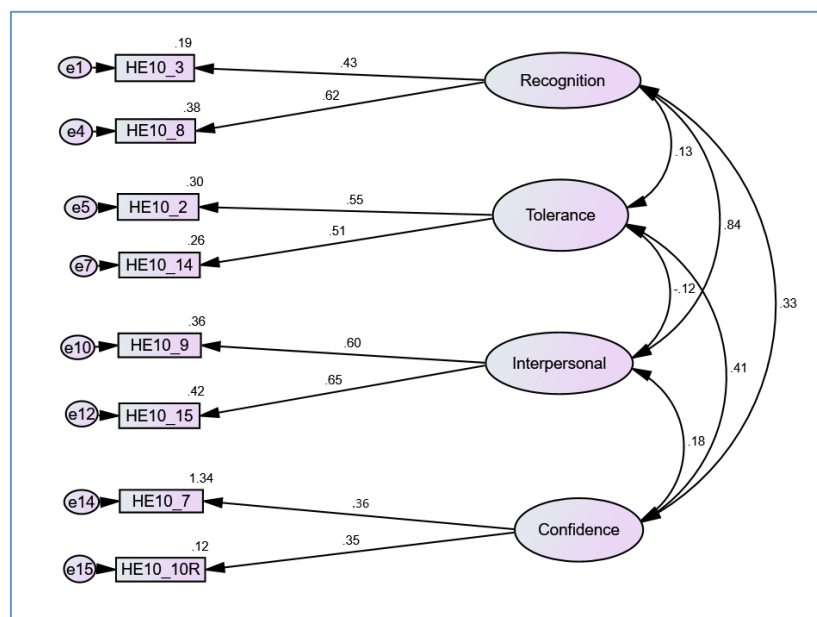 .19
e1 HE10_3 .43 Recognition
.38 .62
e4 HE10_8
.13
.30
e5 HE10_2 .55 Tolerance
.26 .51 .84
e7 HE10_14
-.12 .33
.36
e10 HE10_9 .60 Interpersonal
.42 .65 .41
e12 HE10_15
.18
1.34
e14 HE10_7 .36 Confidence
.12 .35
e15 HE10_10R